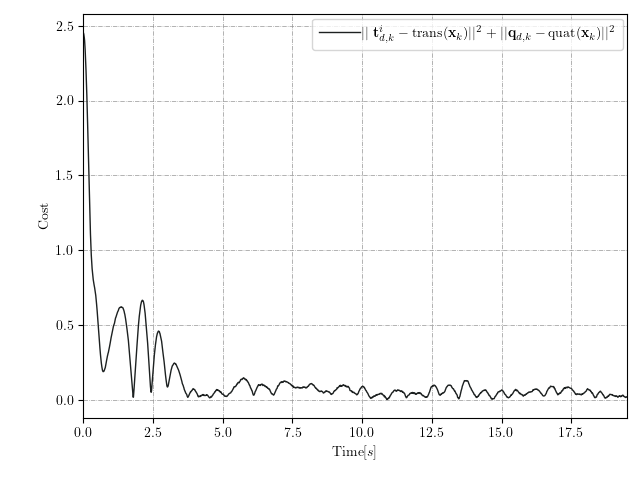 || t^i_{d,k} − trans(x_k)||² + ||q_{d,k} − quat(x_k)||²
2.5
2.0
1.5
1.0
0.5
0.0
Cost
0.0 2.5 5.0 7.5 10.0 12.5 15.0 17.5
Time[s]